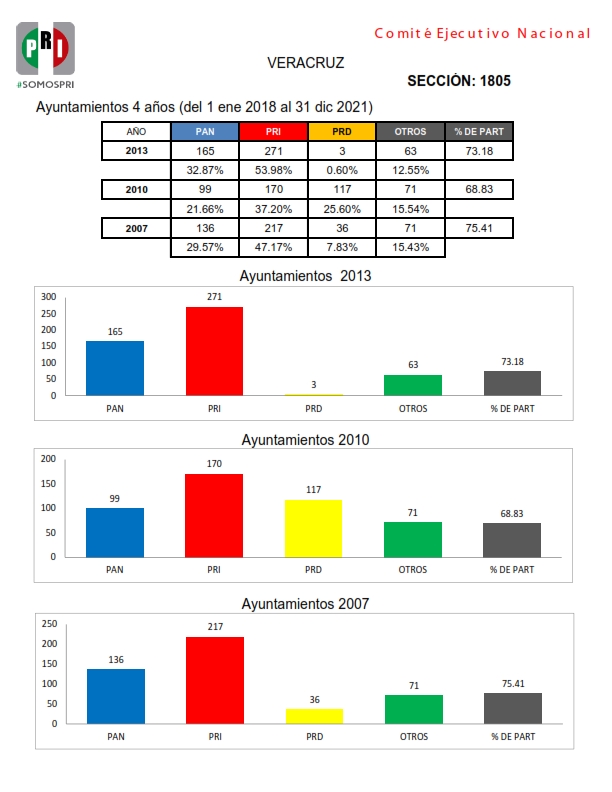 Comité Ejecutivo Nacional
PRI
#SOMOSPRI
VERACRUZ
SECCIÓN: 1805
Ayuntamientos 4 años (del 1 ene 2018 al 31 dic 2021)
AÑO PAN PRI PRD OTROS % DE PART
2013 165 271 3 63 73.18
32.87% 53.98% 0.60% 12.55%
2010 99 170 117 71 68.83
21.66% 37.20% 25.60% 15.54%
2007 136 217 36 71 75.41
29.57% 47.17% 7.83% 15.43%
Ayuntamientos 2013
300
250
200
150
100
50
0
165 271 3 63 73.18
PAN PRI PRD OTROS % DE PART
Ayuntamientos 2010
200
150
100
50
0
99 170 117 71 68.83
PAN PRI PRD OTROS % DE PART
Ayuntamientos 2007
250
200
150
100
50
0
136 217 36 71 75.41
PAN PRI PRD OTROS % DE PART